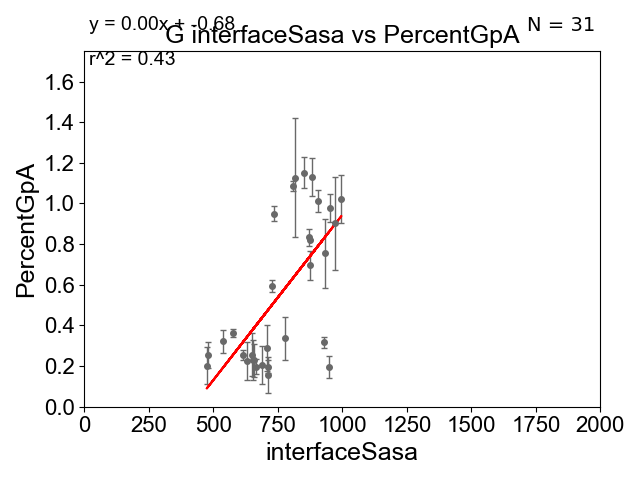 y = 0.00x + -0.68
N = 31
G interfaceSasa vs PercentGpA
r^2 = 0.43
PercentGpA
1.6
1.4
1.2
1.0
0.8
0.6
0.4
0.2
0.0
0 250 500 750 1000 1250 1500 1750 2000
interfaceSasa